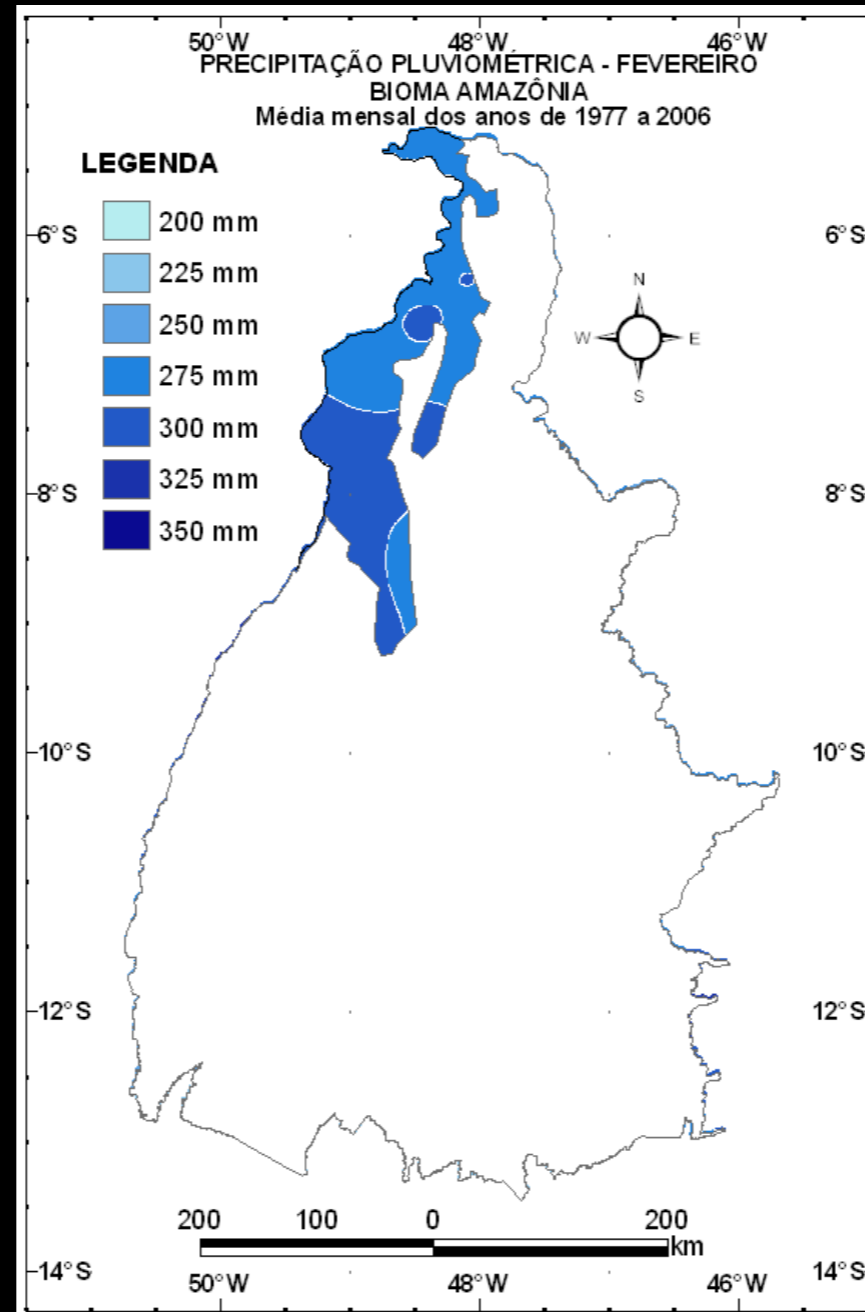 50°W 48°W 46°W
PRECIPITAÇÃO PLUVIOMÉTRICA - FEVEREIRO
BIOMA AMAZÔNIA
Média mensal dos anos de 1977 a 2006
LEGENDA
200 mm
6°S 6°S
225 mm
N
250 mm
W E
275 mm
S
300 mm
325 mm
8°S 8°S
350 mm
10°S 10°S
12°S 12°S
200 100 0 200
km
14°S 14°S
50°W 48°W 46°W